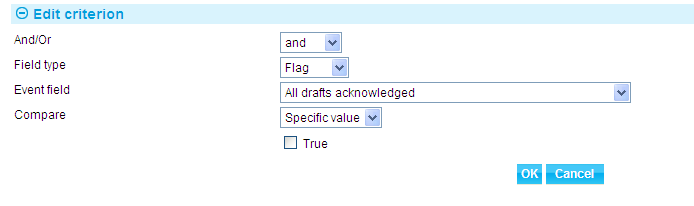 Edit criterion
And/Or and
Field type Flag
Event field All drafts acknowledged
Compare Specific value
True
OK Cancel